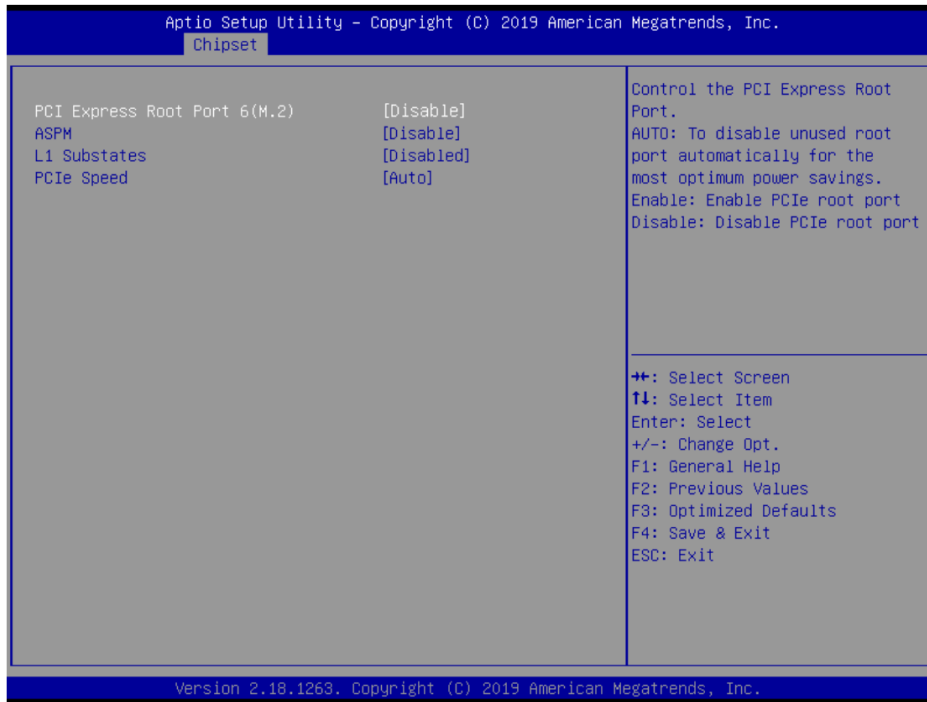 Aptio Setup Utility – Copyright (C) 2019 American Megatrends, Inc.
Chipset
PCI Express Root Port 6(M.2) [Disable]
ASPM [Disable]
L1 Substates [Disabled]
PCIe Speed [Auto]
Control the PCI Express Root
Port.
AUTO: To disable unused root
port automatically for the
most optimum power savings.
Enable: Enable PCIe root port
Disable: Disable PCIe root port
→←: Select Screen
↑↓: Select Item
Enter: Select
+/-: Change Opt.
F1: General Help
F2: Previous Values
F3: Optimized Defaults
F4: Save & Exit
ESC: Exit
Version 2.18.1263. Copyright (C) 2019 American Megatrends, Inc.